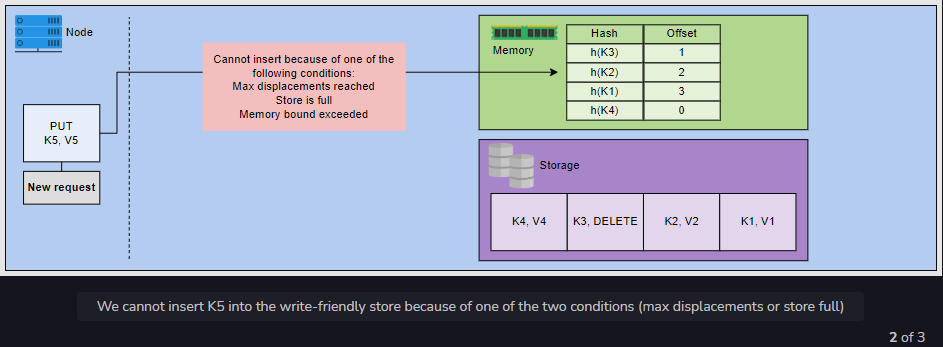 Node
PUT
K5, V5
New request
Cannot insert because of one of the
following conditions:
Max displacements reached
Store is full
Memory bound exceeded
Memory
Hash Offset
h(K3) 1
h(K2) 2
h(K1) 3
h(K4) 0
Storage
K4, V4 K3, DELETE K2, V2 K1, V1
We cannot insert K5 into the write-friendly store because of one of the two conditions (max displacements or store full)
2 of 3